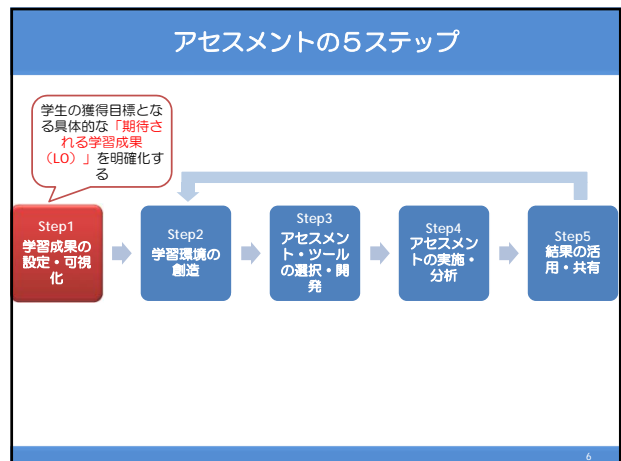 アセスメントの５ステップ
学生の獲得目標とな
る具体的な「期待さ
れる学習成果
（LO）」を明確化す
る
Step1
学習成果の
設定・可視
化
Step2
学習環境の
創造
Step3
アセスメン
ト・ツール
の選択・開
発
Step4
アセスメン
トの実施・
分析
Step5
結果の活
用・共有
6